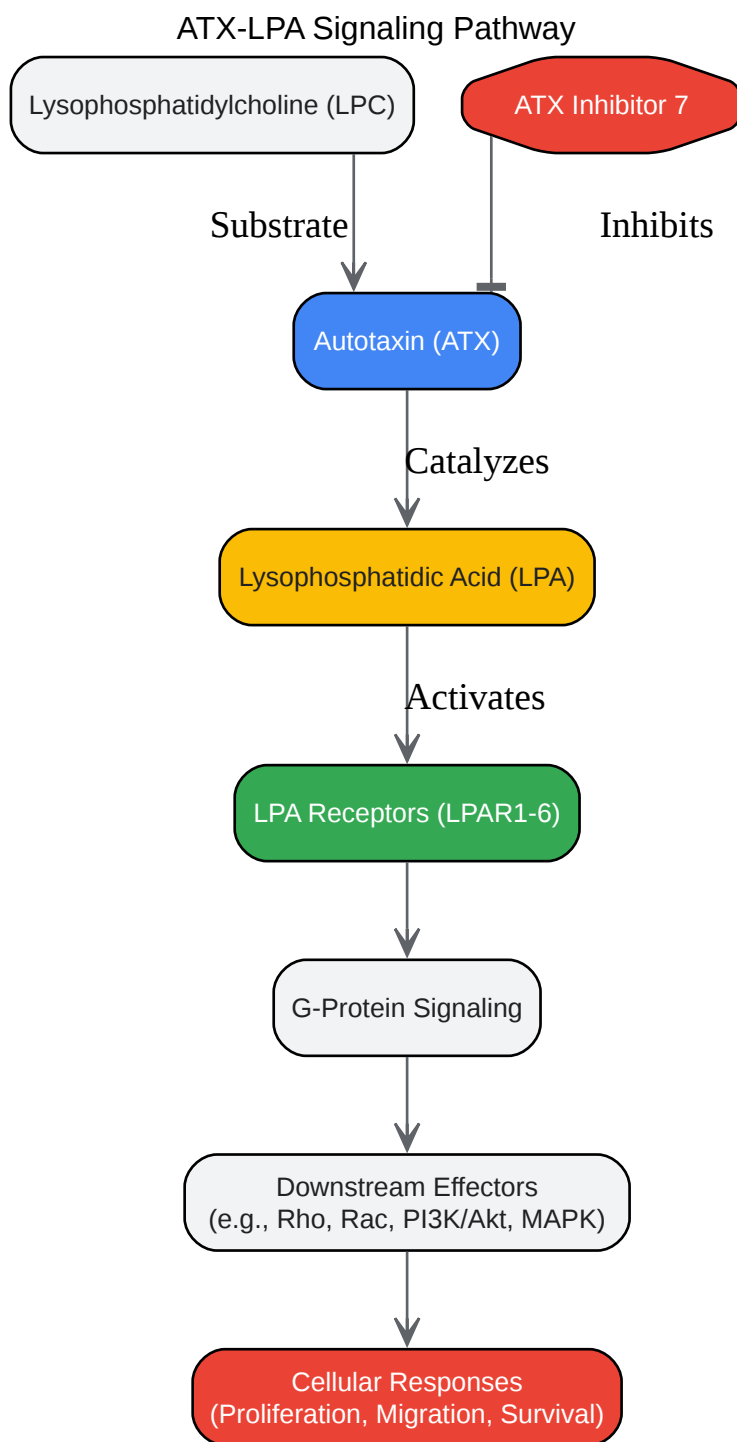 ATX-LPA Signaling Pathway
Lysophosphatidylcholine (LPC)
ATX Inhibitor 7
Substrate
Inhibits
Autotaxin (ATX)
Catalyzes
Lysophosphatidic Acid (LPA)
Activates
LPA Receptors (LPAR1-6)
G-Protein Signaling
Downstream Effectors
(e.g., Rho, Rac, PI3K/Akt, MAPK)
Cellular Responses
(Proliferation, Migration, Survival)